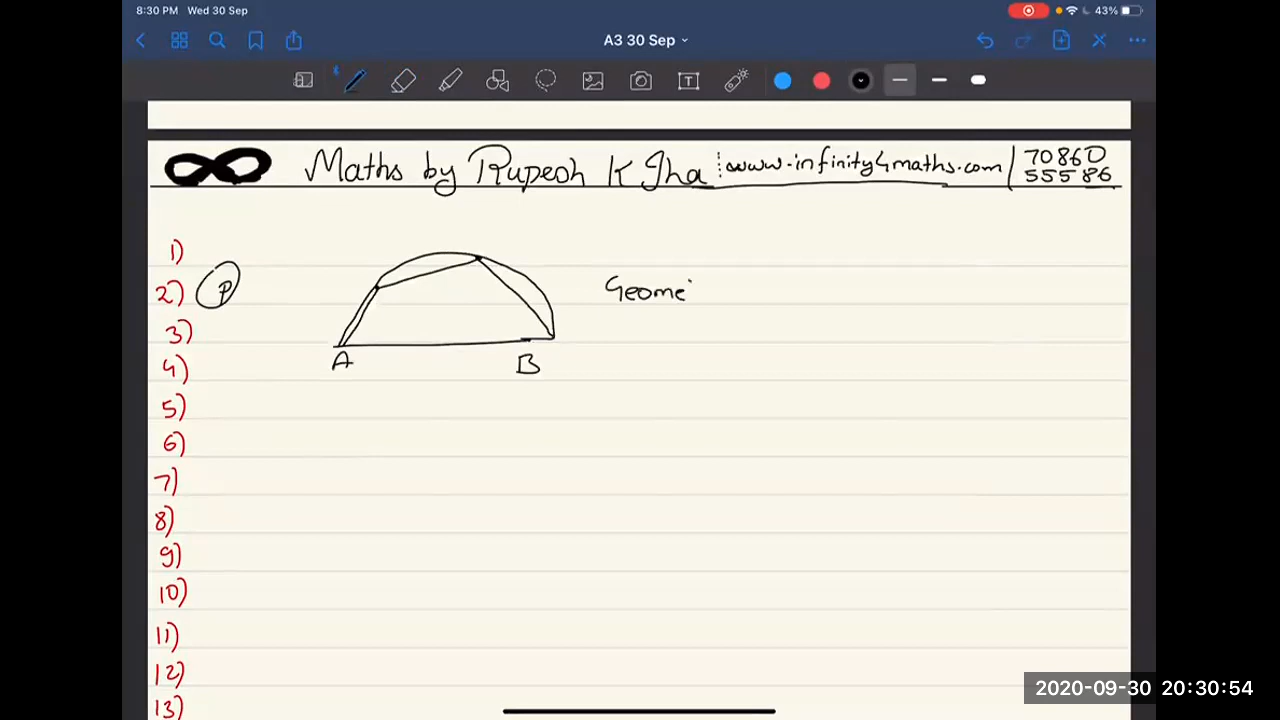 8:30 PM Wed 30 Sep
43%
A3 30 Sep
T
Maths by Rupesh K Jha www.infinity4maths.com 70860
55586
1)
2) P
Geome
3)
A B
4)
5)
6)
7)
8)
9)
10)
11)
12)
13)
2020-09-30 20:30:54